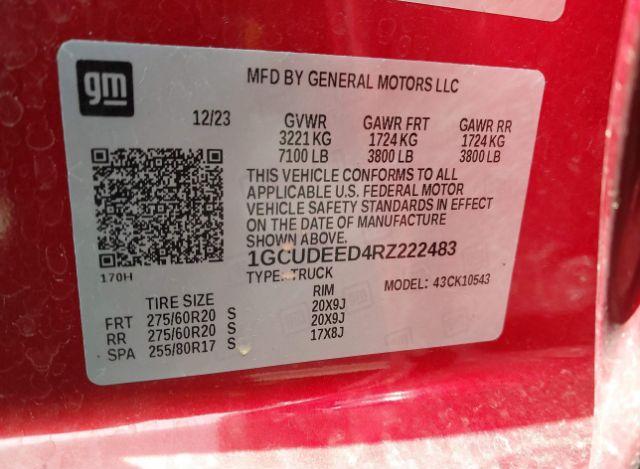 gm
MFD BY GENERAL MOTORS LLC
12/23 GVWR GAWR FRT GAWR RR
3221 KG 1724 KG 1724 KG
7100 LB 3800 LB 3800 LB
THIS VEHICLE CONFORMS TO ALL
APPLICABLE U.S. FEDERAL MOTOR
VEHICLE SAFETY STANDARDS IN EFFECT
ON THE DATE OF MANUFACTURE
SHOWN ABOVE.
1GCUDEED4RZ222483
170H TYPE: TRUCK MODEL: 43CK10543
TIRE SIZE RIM
FRT 275/60R20 S 20X9J
RR 275/60R20 S 20X9J
SPA 255/80R17 S 17X8J